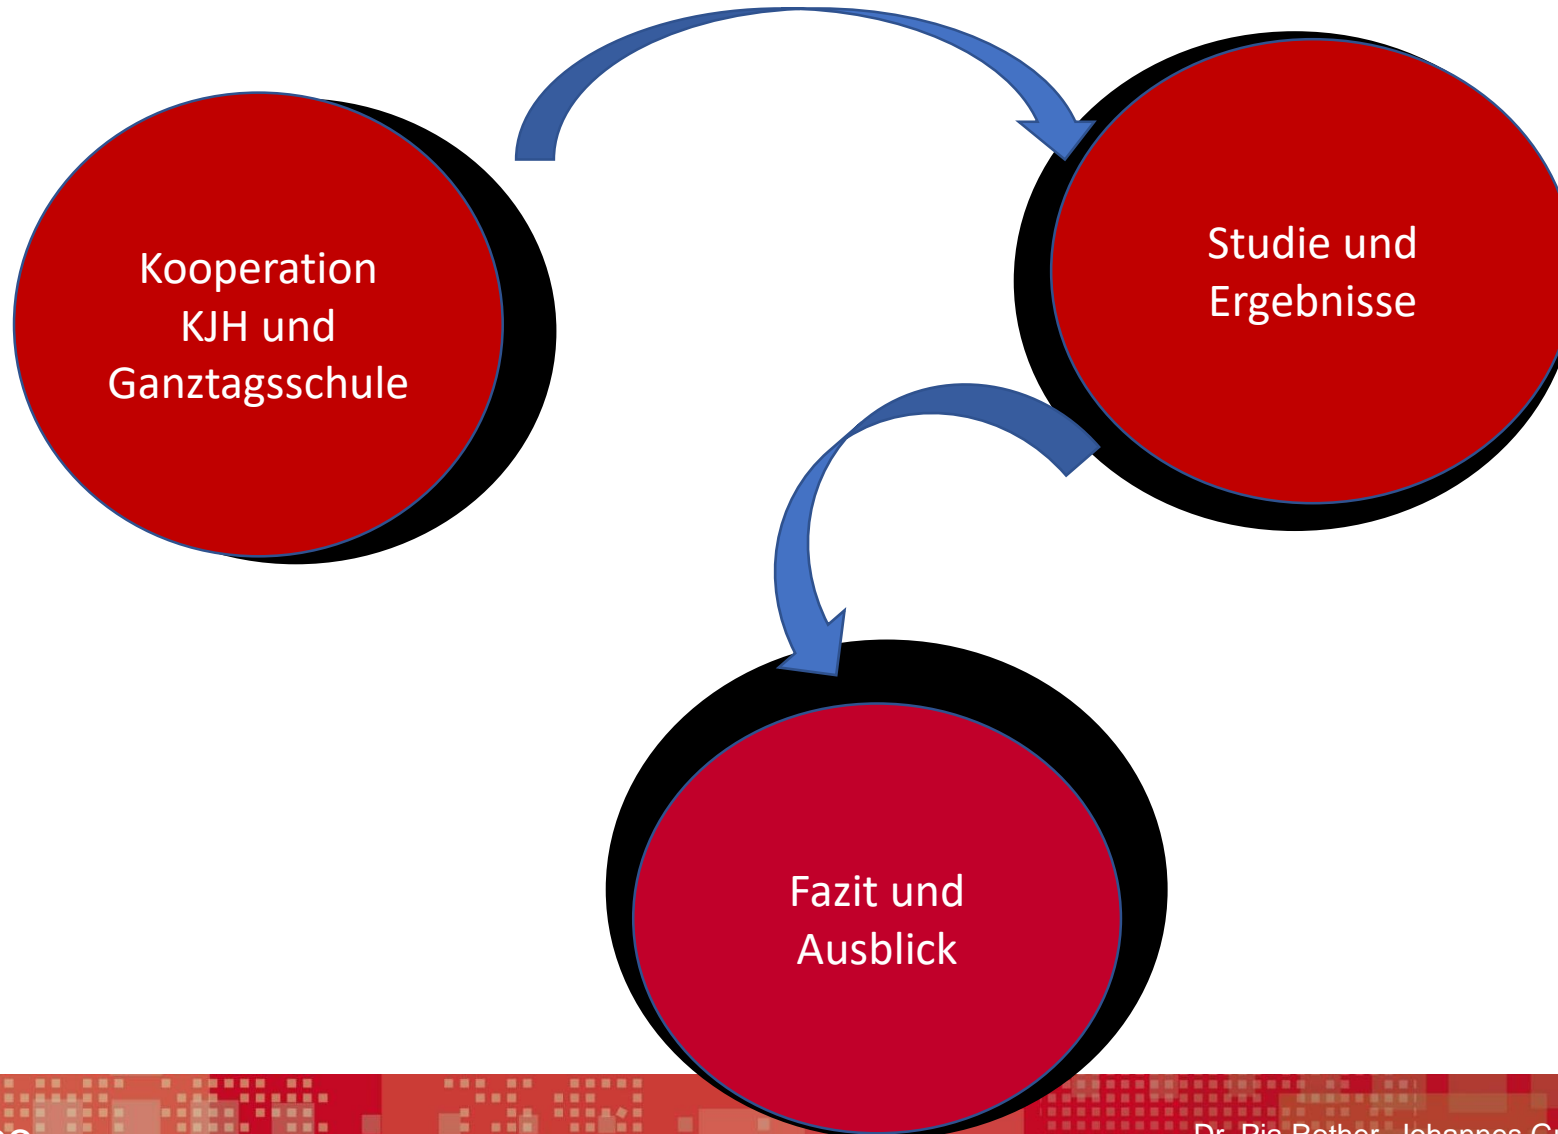 Kooperation
KJH und
Ganztagsschule
Studie und
Ergebnisse
Fazit und
Ausblick